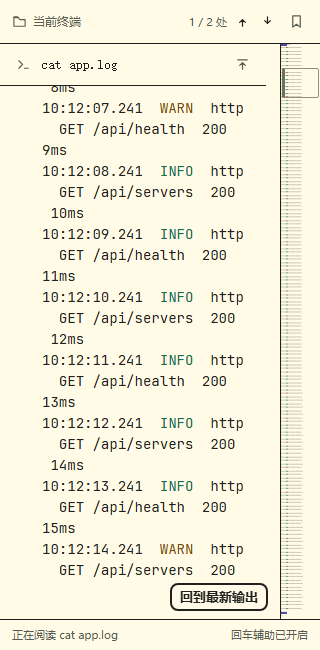 当前终端 1 / 2 处
cat app.log
8ms
10:12:07.241 WARN http
GET /api/health 200
9ms
10:12:08.241 INFO http
GET /api/servers 200
10ms
10:12:09.241 INFO http
GET /api/health 200
11ms
10:12:10.241 INFO http
GET /api/servers 200
12ms
10:12:11.241 INFO http
GET /api/health 200
13ms
10:12:12.241 INFO http
GET /api/servers 200
14ms
10:12:13.241 INFO http
GET /api/health 200
15ms
10:12:14.241 WARN http
GET /api/servers 200
回到最新输出
正在阅读 cat app.log 回车辅助已开启